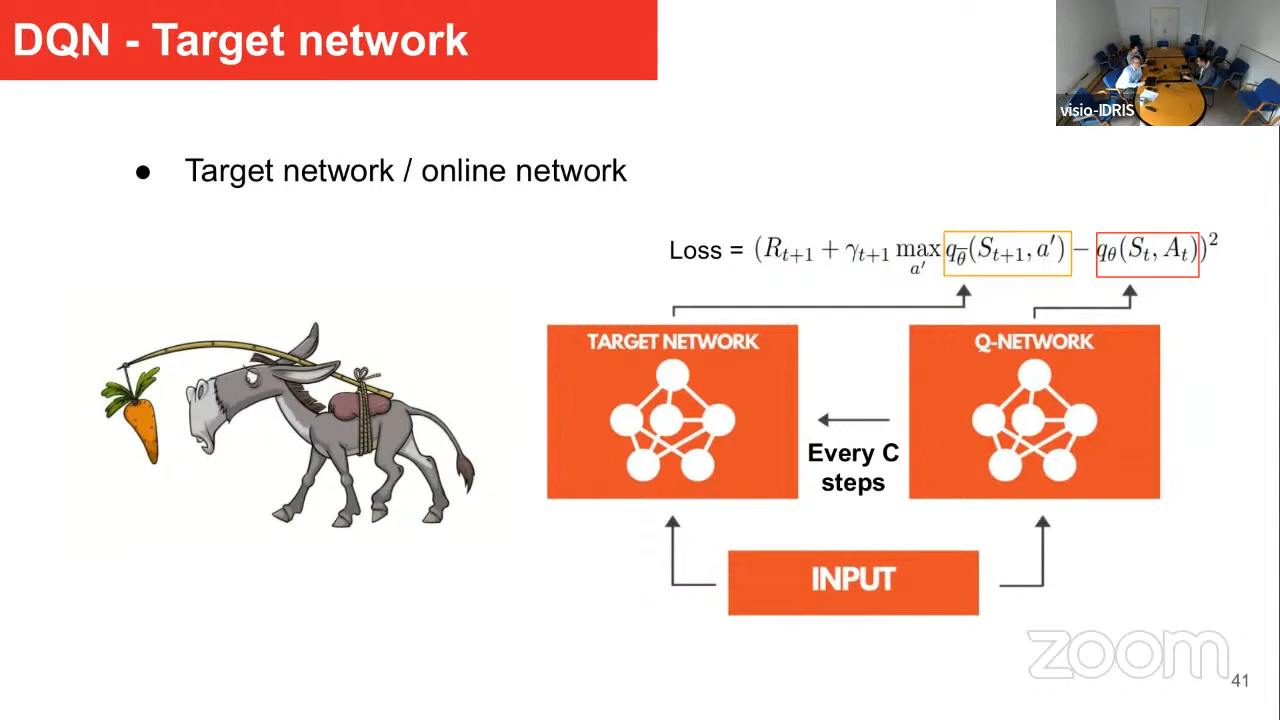 DQN - Target network
visio-IDRIS
● Target network / online network
Loss = (R_{t+1} + γ_{t+1} max_{a'} q_{θ̄}(S_{t+1}, a') − q_θ(S_t, A_t))²
TARGET NETWORK
Q-NETWORK
Every C
steps
INPUT
zoom
41